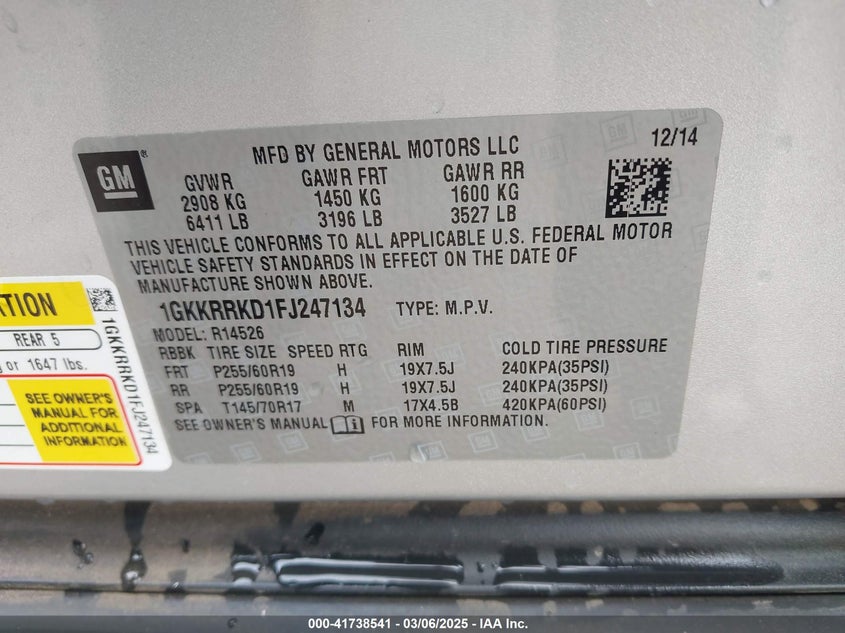 GM
®
MFD BY GENERAL MOTORS LLC
12/14
GVWR GAWR FRT GAWR RR
2908 KG 1450 KG 1600 KG
6411 LB 3196 LB 3527 LB
THIS VEHICLE CONFORMS TO ALL APPLICABLE U.S. FEDERAL MOTOR
VEHICLE SAFETY STANDARDS IN EFFECT ON THE DATE OF
MANUFACTURE SHOWN ABOVE.
1GKKRRKD1FJ247134 TYPE: M.P.V.
MODEL: R14526
RBBK TIRE SIZE SPEED RTG RIM COLD TIRE PRESSURE
FRT P255/60R19 H 19X7.5J 240KPA(35PSI)
RR P255/60R19 H 19X7.5J 240KPA(35PSI)
SPA T145/70R17 M 17X4.5B 420KPA(60PSI)
SEE OWNER'S MANUAL i FOR MORE INFORMATION.
ATION
REAR 5
or 1647 lbs.
SEE OWNER'S
MANUAL FOR
ADDITIONAL
INFORMATION
1GKKRRKD1FJ247134
000-41738541 - 03/06/2025 - IAA Inc.